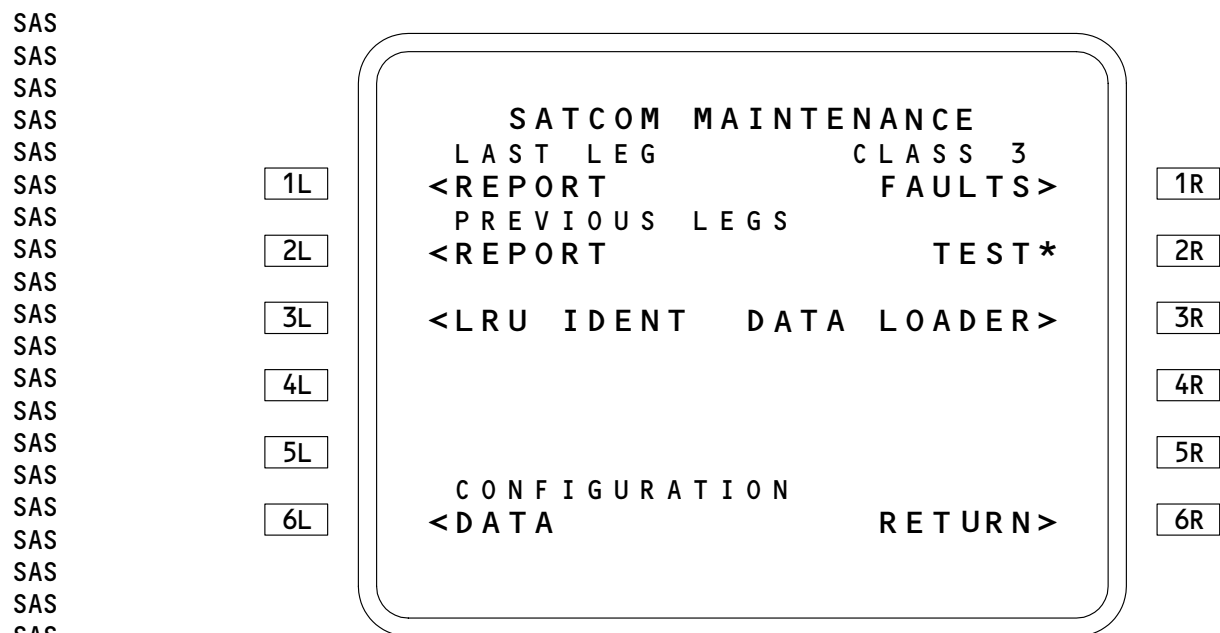 SAS
SAS
SAS
SAS SATCOM MAINTENANCE
SAS LAST LEG CLASS 3
SAS 1L <REPORT FAULTS> 1R
SAS PREVIOUS LEGS
SAS 2L <REPORT TEST* 2R
SAS
SAS 3L <LRU IDENT DATA LOADER> 3R
SAS
SAS 4L 4R
SAS
SAS 5L 5R
SAS CONFIGURATION
SAS 6L <DATA RETURN> 6R
SAS
SAS
SAS
SAS